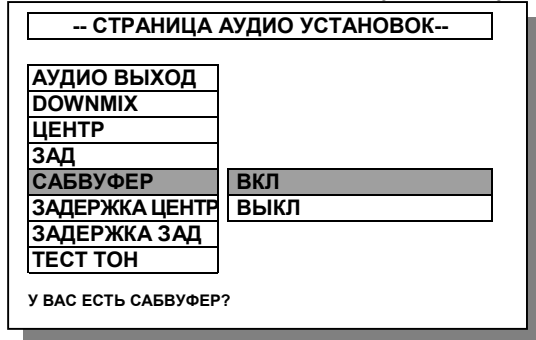 -- СТРАНИЦА АУДИО УСТАНОВОК--
АУДИО ВЫХОД
DOWNMIX
ЦЕНТР
ЗАД
САБВУФЕР ВКЛ
ЗАДЕРЖКА ЦЕНТР ВЫКЛ
ЗАДЕРЖКА ЗАД
ТЕСТ ТОН
У ВАС ЕСТЬ САБВУФЕР?